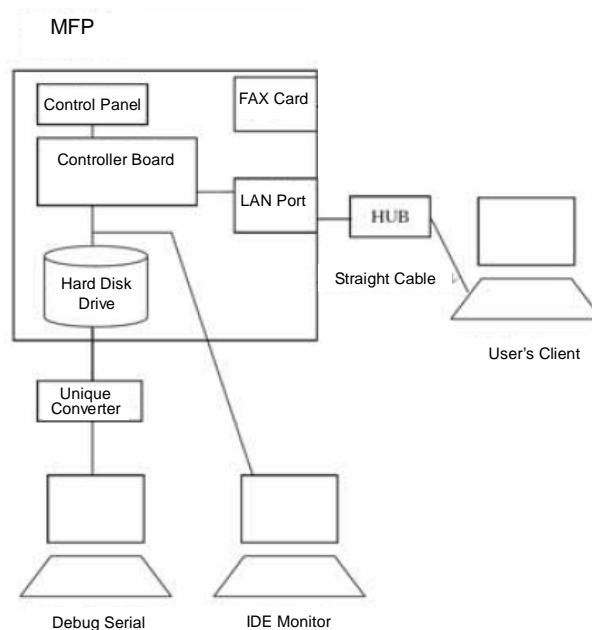 MFP
Control Panel
FAX Card
Controller Board
LAN Port
HUB
Hard Disk
Drive
Straight Cable
User's Client
Unique
Converter
Debug Serial
IDE Monitor